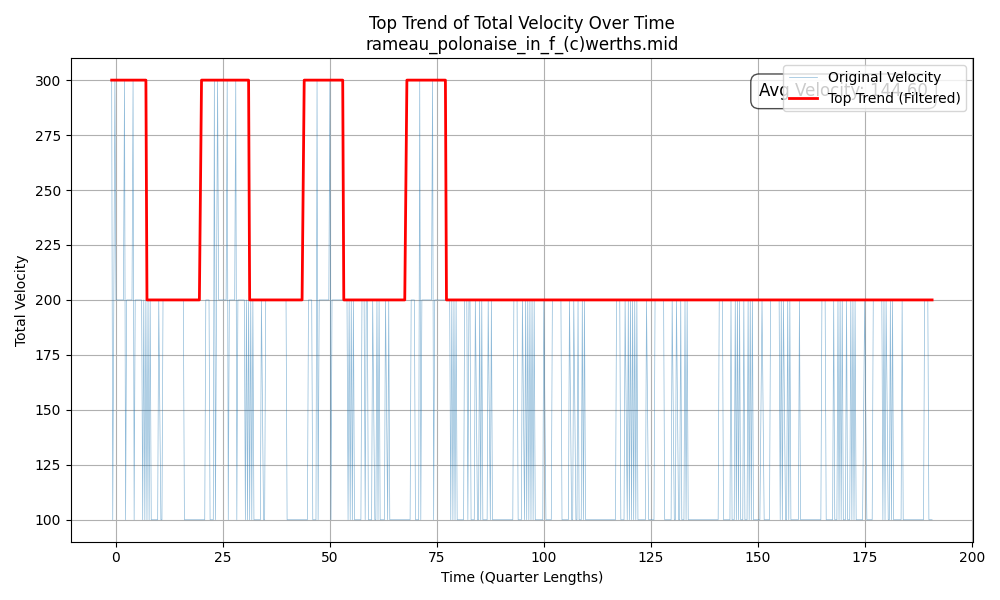 Top Trend of Total Velocity Over Time
rameau_polonaise_in_f_(c)werths.mid
Total Velocity
300
275
250
225
200
175
150
125
100
Avg Velocity: 144.60
Original Velocity
Top Trend (Filtered)
0
25
50
75
100
125
150
175
200
Time (Quarter Lengths)